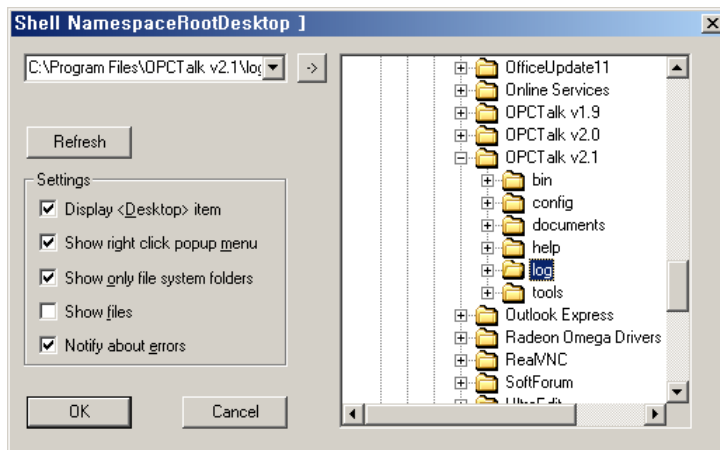 Shell NamespaceRootDesktop ]
C:\Program Files\OPCTalk v2.1\log
->
Refresh
Settings
Display <Desktop> item
Show right click popup menu
Show only file system folders
Show files
Notify about errors
OK
Cancel
OfficeUpdate11
Online Services
OPCTalk v1.9
OPCTalk v2.0
OPCTalk v2.1
bin
config
documents
help
log
tools
Outlook Express
Radeon Omega Drivers
RealVNC
SoftForum
UltraEdit